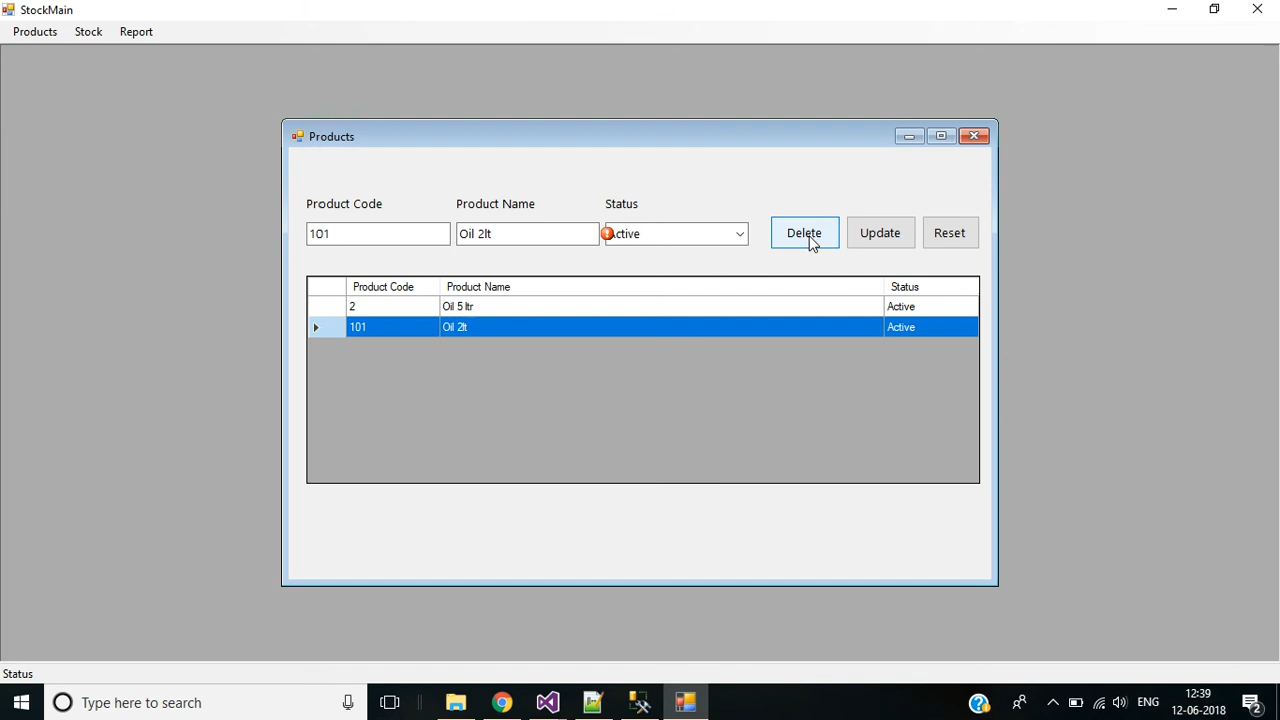 StockMain
Products Stock Report
Products
Product Code Product Name Status
101 Oil 2lt Active Delete Update Reset
Product Code Product Name Status
2 Oil 5 ltr Active
101 Oil 2lt Active
Status
Type here to search ENG 12:39
12-06-2018 2